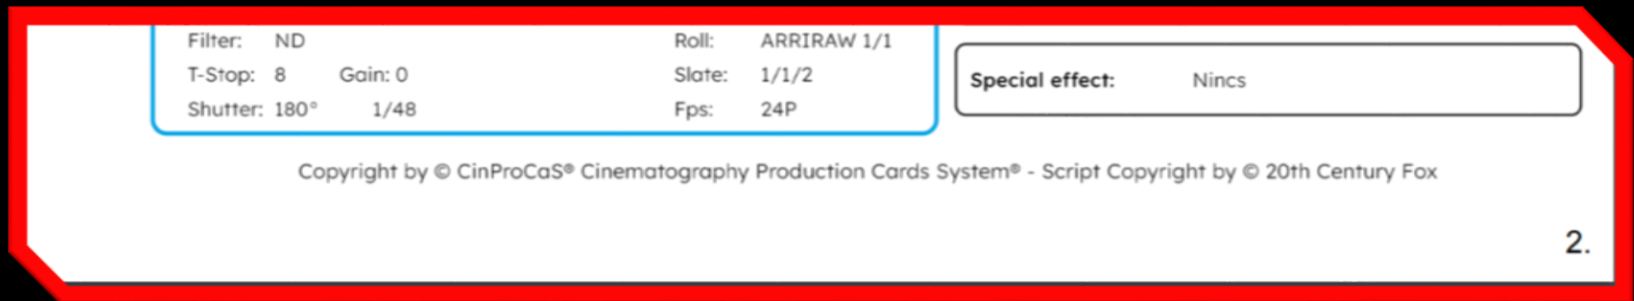 Filter: ND Roll: ARRIRAW 1/1
T-Stop: 8 Gain: 0 Slate: 1/1/2
Special effect: Nincs
Shutter: 180° 1/48 Fps: 24P
Copyright by © CinProCaS® Cinematography Production Cards System® - Script Copyright by © 20th Century Fox
2.